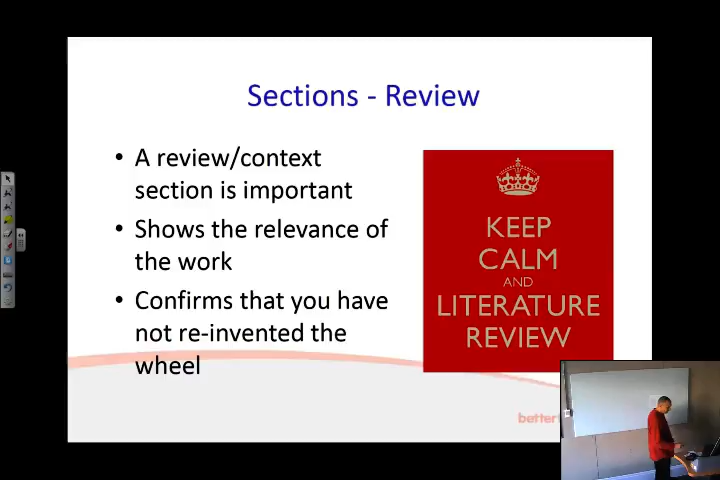 Sections - Review
• A review/context
section is important
• Shows the relevance of
the work
• Confirms that you have
not re-invented the
wheel
KEEP
CALM
AND
LITERATURE
REVIEW